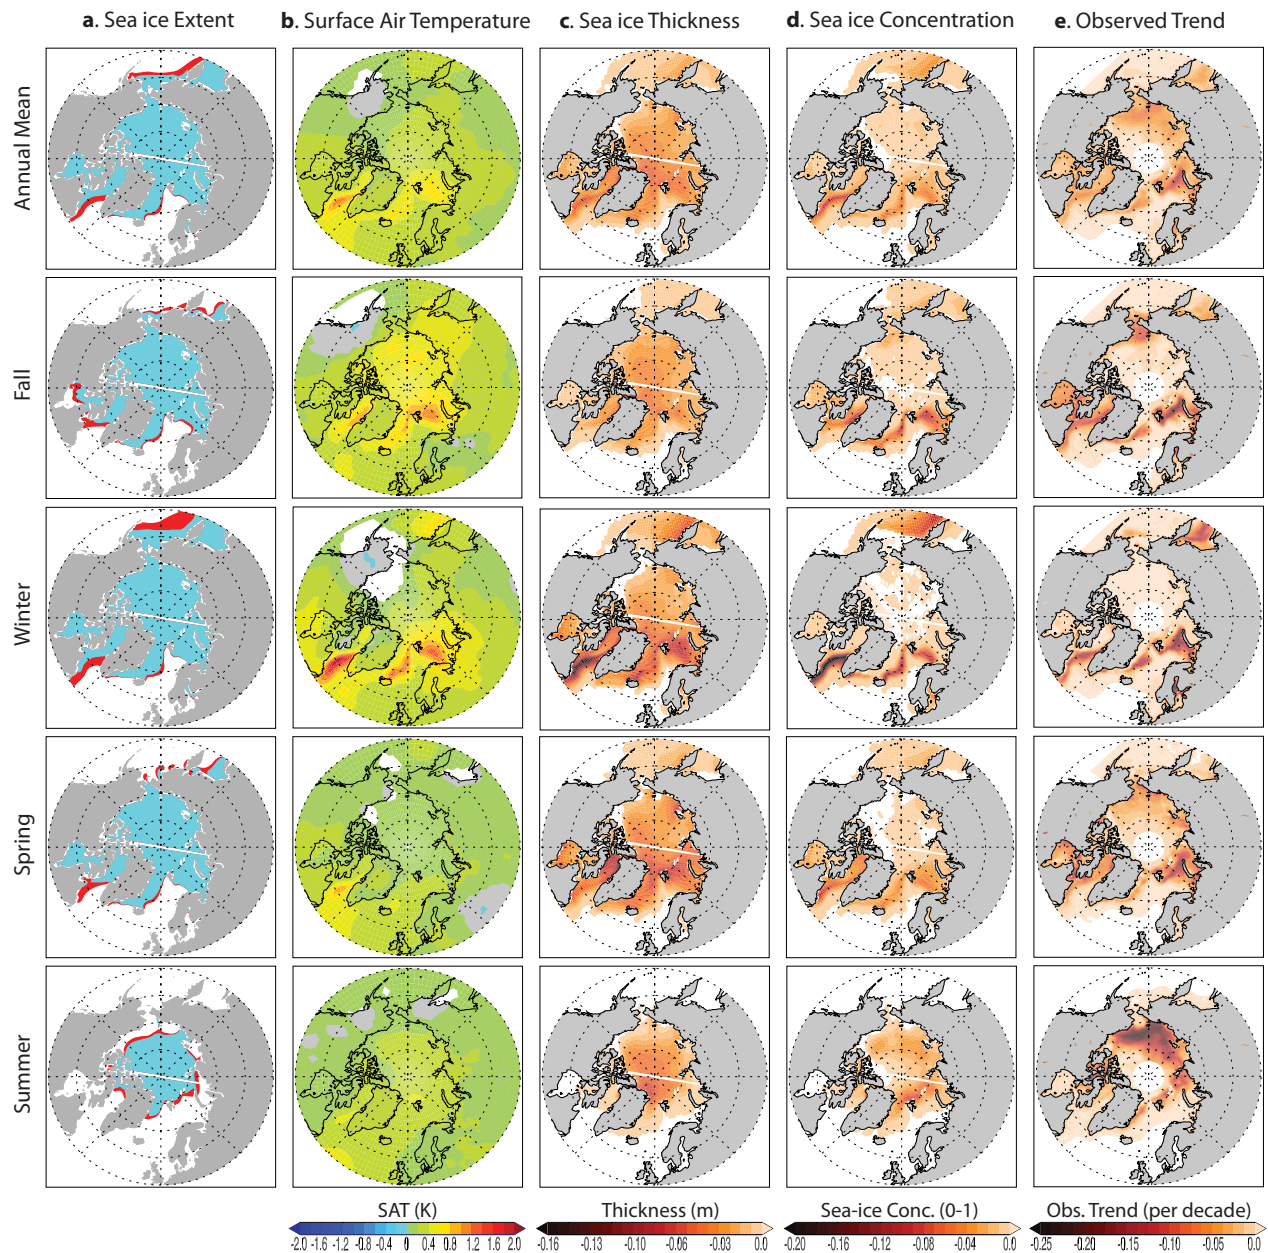 a. Sea ice Extent
b. Surface Air Temperature
c. Sea ice Thickness
d. Sea ice Concentration
e. Observed Trend
Annual Mean
Fall
Winter
Spring
Summer
SAT (K)
-2.0 -1.6 -1.2 -0.8 -0.4 0 0.4 0.8 1.2 1.6 2.0
Thickness (m)
-0.16 -0.13 -0.10 -0.06 -0.03 0.0
Sea-ice Conc. (0-1)
-0.20 -0.16 -0.12 -0.08 -0.04 0.0
Obs. Trend (per decade)
-0.25 -0.20 -0.15 -0.10 -0.05 0.0